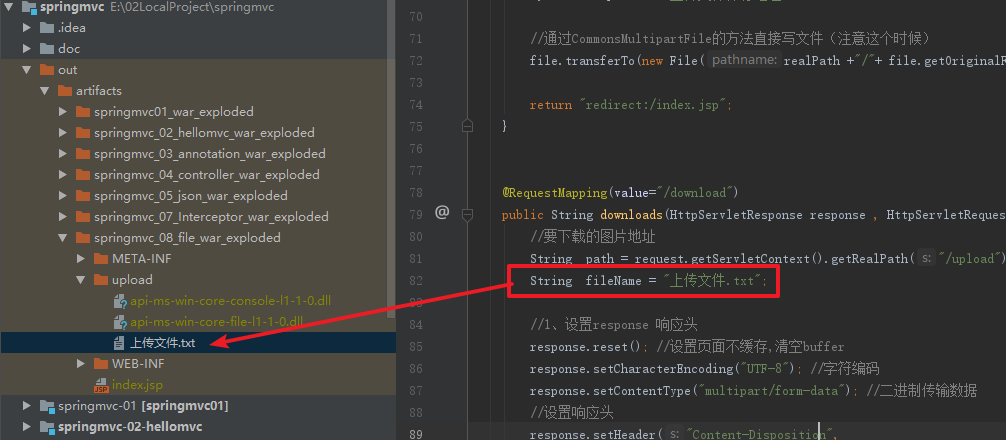 springmvc E:\02LocalProject\springmvc
.idea
doc
out
artifacts
springmvc01_war_exploded
springmvc_02_hellomvc_war_exploded
springmvc_03_annotation_war_exploded
springmvc_04_controller_war_exploded
springmvc_05_json_war_exploded
springmvc_07_Interceptor_war_exploded
springmvc_08_file_war_exploded
META-INF
upload
api-ms-win-core-console-l1-1-0.dll
api-ms-win-core-file-l1-1-0.dll
上传文件.txt
WEB-INF
index.jsp
springmvc-01 [springmvc01]
springmvc-02-hellomvc
70
71 //通过CommonsMultipartFile的方法直接写文件（注意这个时候）
72 file.transferTo(new File( pathname: realPath +"/"+ file.getOriginalF
73
74 return "redirect:/index.jsp";
75 }
76
77
78 @RequestMapping(value="/download")
79 @ public String downloads(HttpServletResponse response , HttpServletReque
80 //要下载的图片地址
81 String path = request.getServletContext().getRealPath( s: "/upload")
82 String fileName = "上传文件.txt";
83
84 //1、设置response 响应头
85 response.reset(); //设置页面不缓存,清空buffer
86 response.setCharacterEncoding("UTF-8"); //字符编码
87 response.setContentType("multipart/form-data"); //二进制传输数据
88 //设置响应头
89 response.setHeader( s: "Content-Disposition",